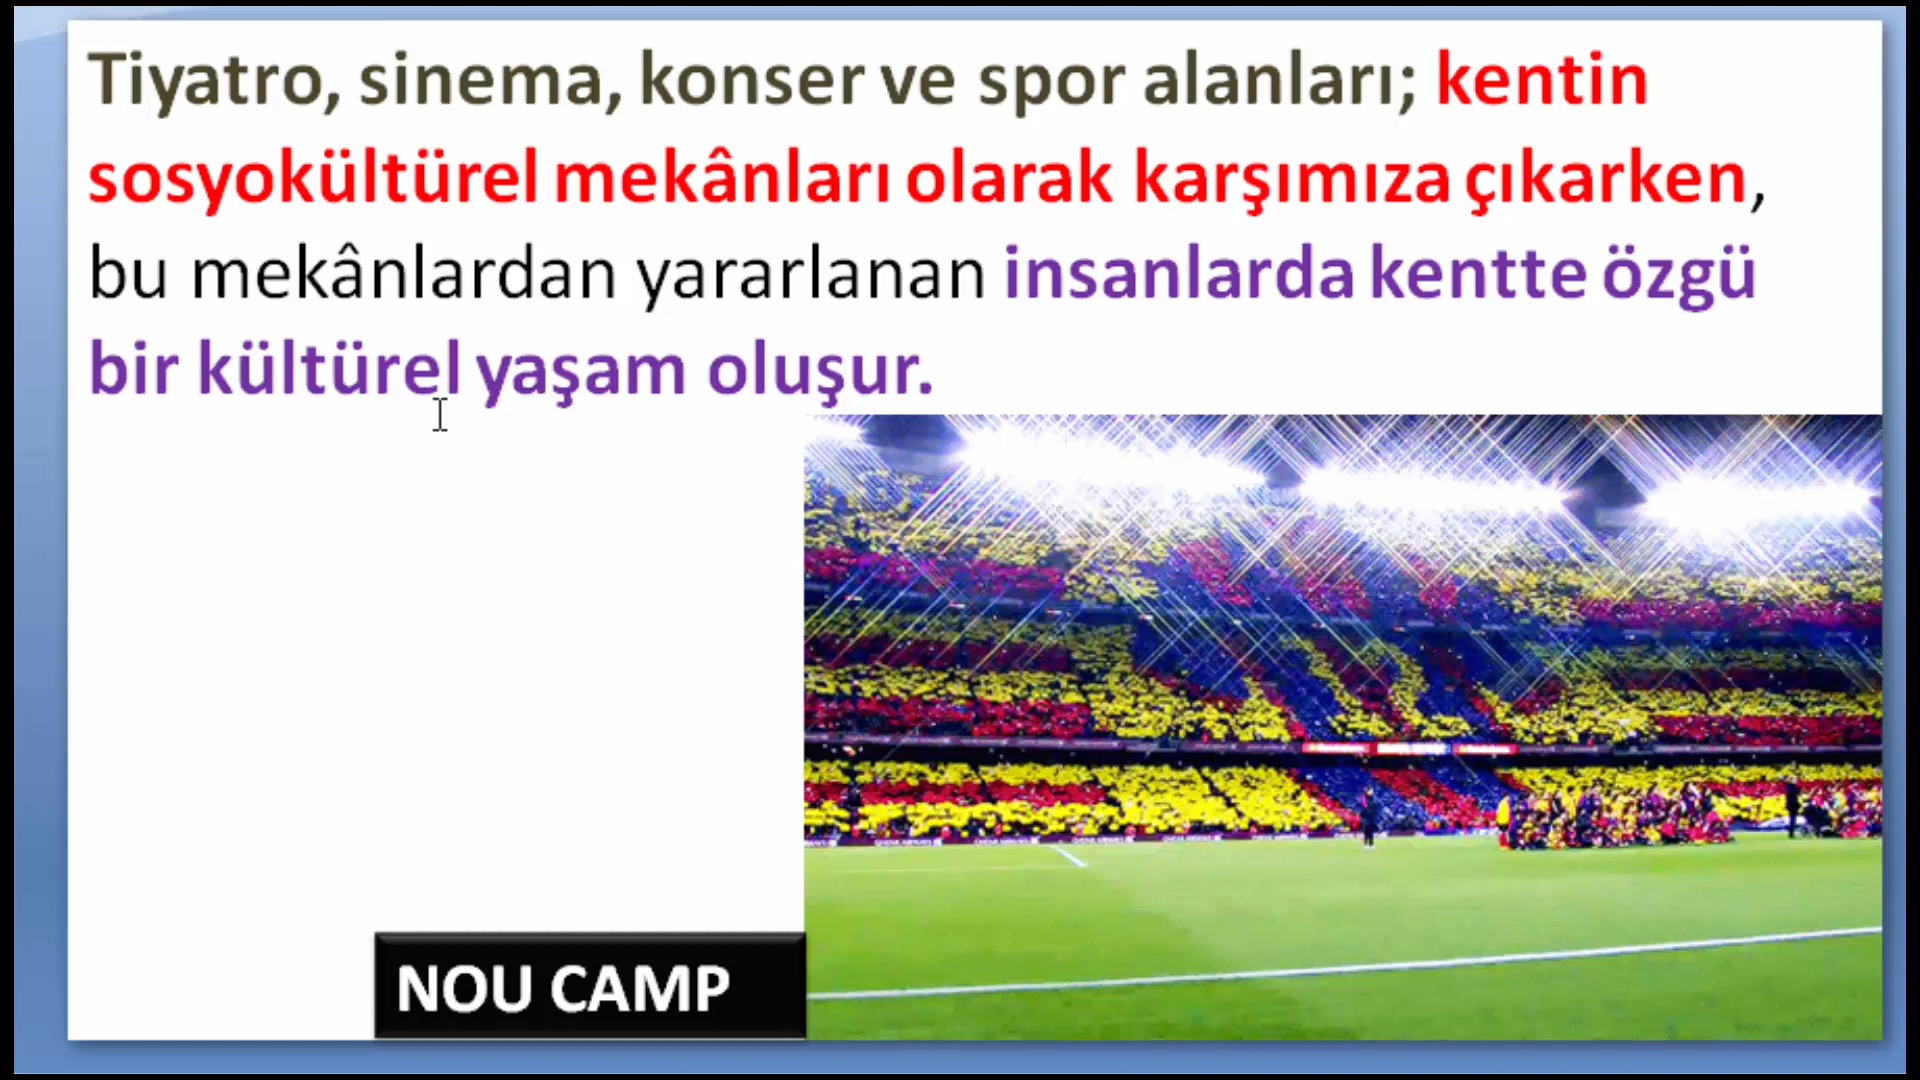 Tiyatro, sinema, konser ve spor alanları; kentin
sosyokültürel mekânları olarak karşımıza çıkarken,
bu mekânlardan yararlanan insanlarda kentte özgü
bir kültürel yaşam oluşur.
NOU CAMP